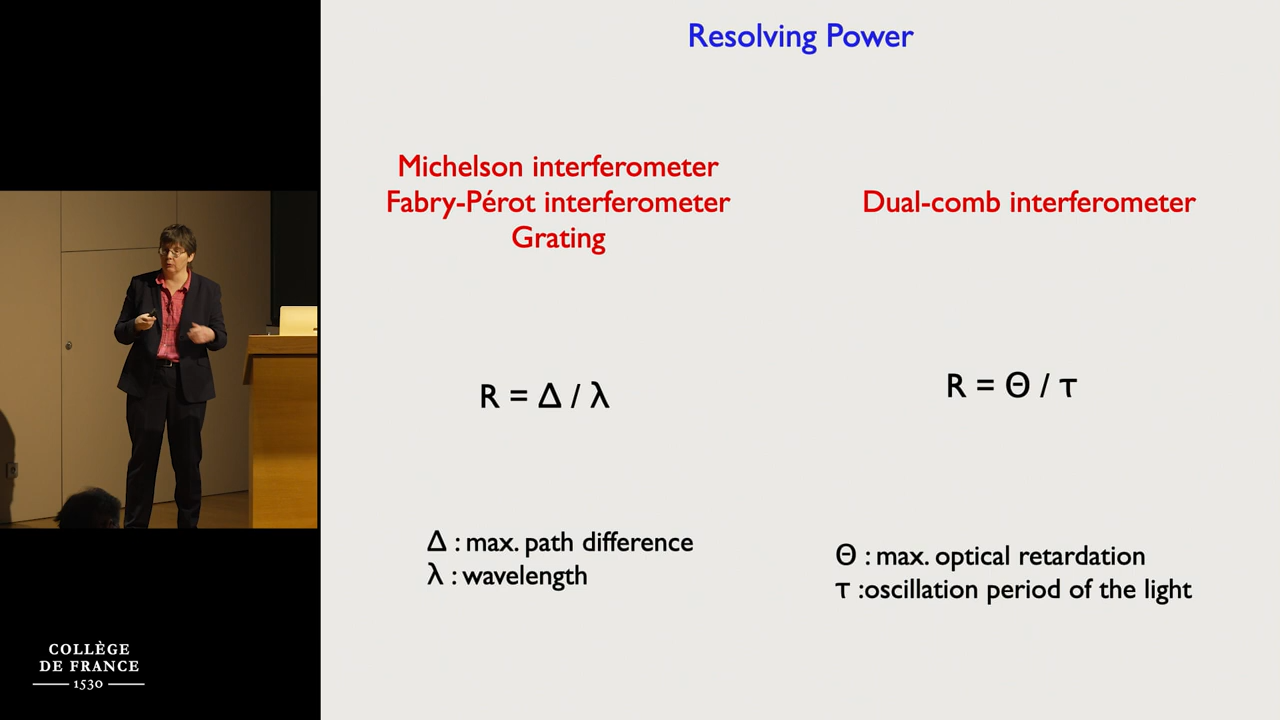 Resolving Power
Michelson interferometer
Fabry-Pérot interferometer
Grating
R = Δ / λ
Δ : max. path difference
λ : wavelength
Dual-comb interferometer
R = Θ / τ
Θ : max. optical retardation
τ :oscillation period of the light
COLLÈGE
DE FRANCE
1530